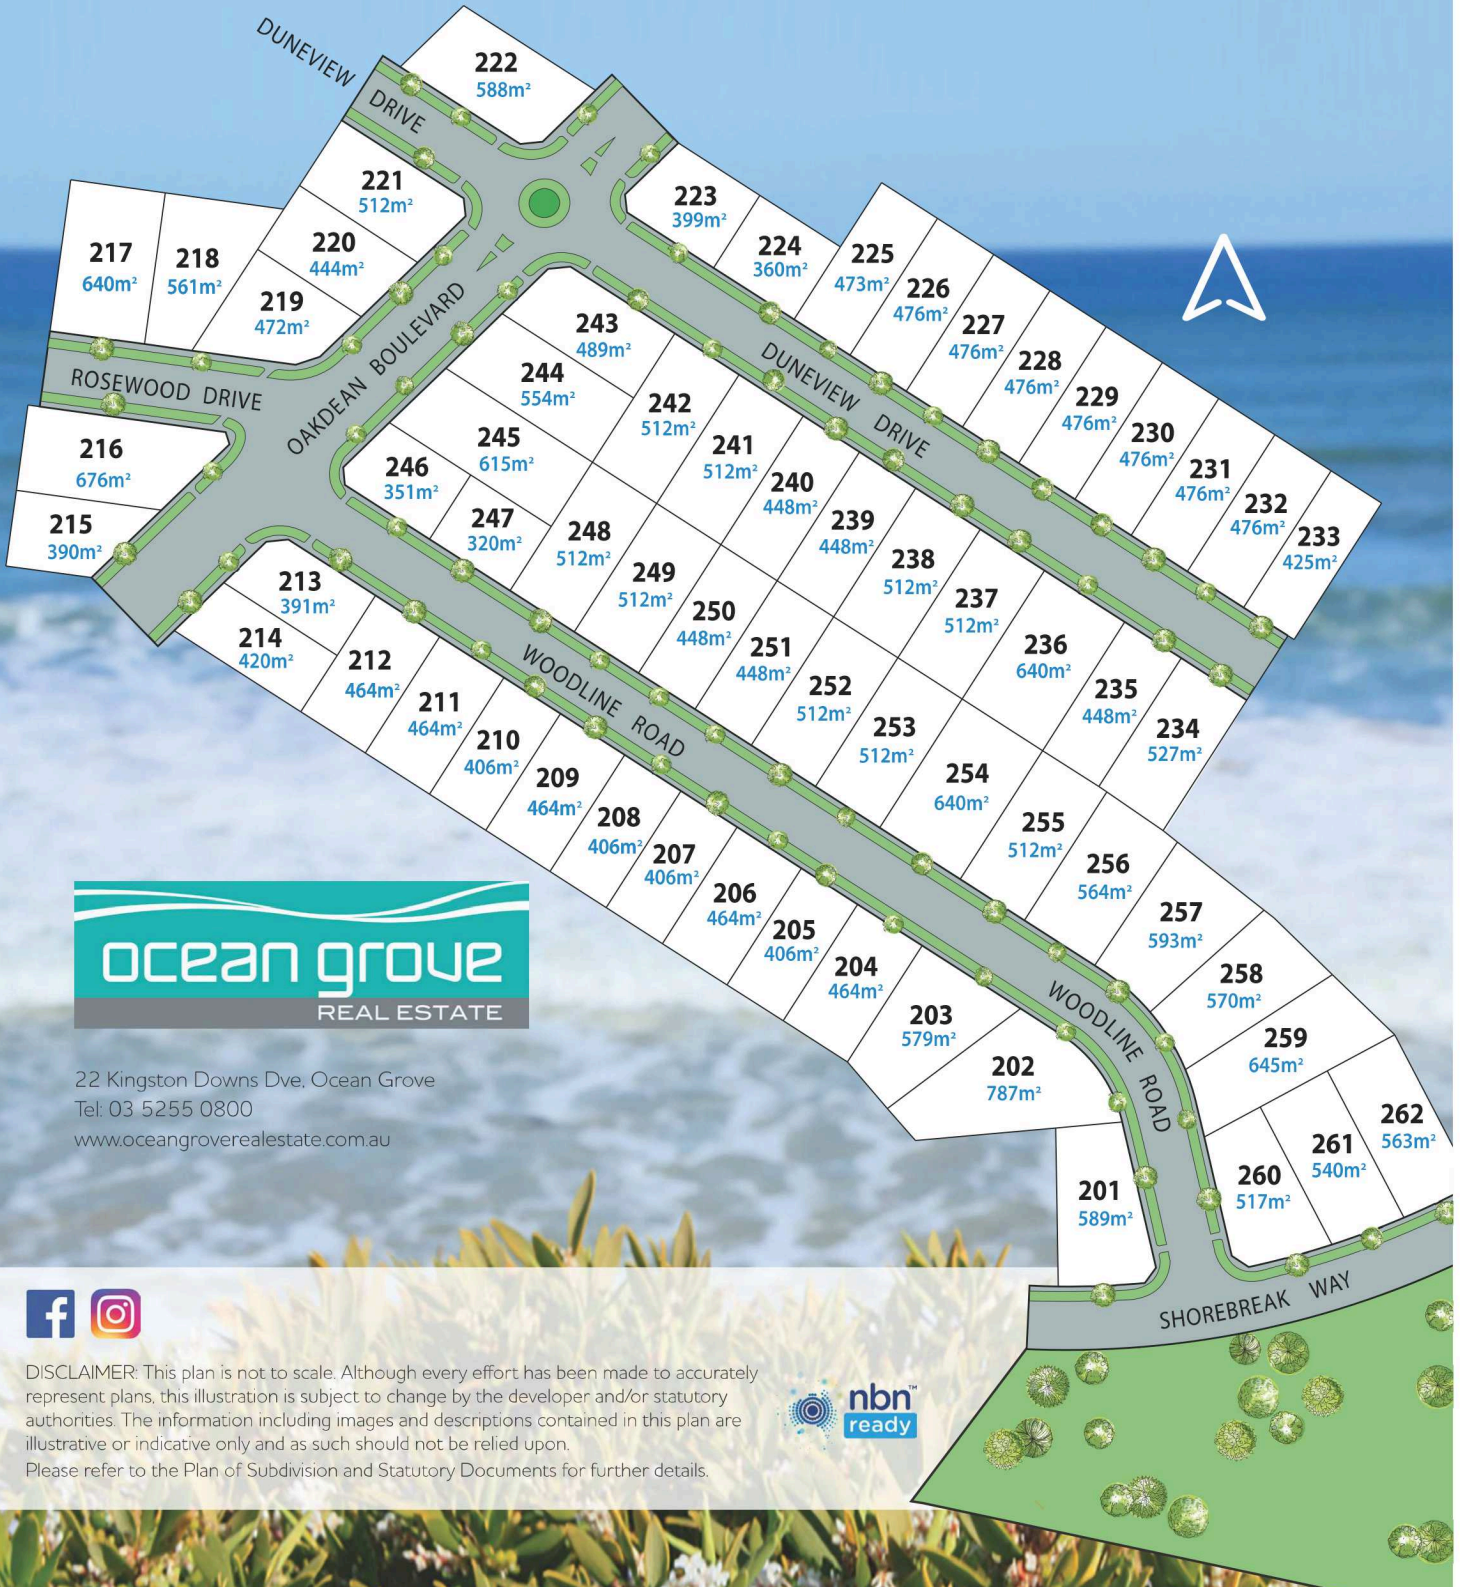 DUNEVIEW
DRIVE
222
588m²
221
512m²
220
444m²
219
472m²
217
640m²
218
561m²
ROSEWOOD DRIVE
OAKDEAN BOULEVARD
216
676m²
215
390m²
223
399m²
224
360m²
225
473m²
226
476m²
227
476m²
228
476m²
229
476m²
230
476m²
231
476m²
232
476m²
233
425m²
DUNEVIEW DRIVE
243
489m²
244
554m²
245
615m²
246
351m²
247
320m²
242
512m²
241
512m²
240
448m²
239
448m²
238
512m²
237
512m²
236
640m²
235
448m²
234
527m²
248
512m²
249
512m²
250
448m²
251
448m²
252
512m²
253
512m²
254
640m²
255
512m²
256
564m²
257
593m²
258
570m²
259
645m²
260
517m²
261
540m²
262
563m²
WOODLINE ROAD
213
391m²
214
420m²
212
464m²
211
464m²
210
406m²
209
464m²
208
406m²
207
406m²
206
464m²
205
406m²
204
464m²
203
579m²
202
787m²
201
589m²
WOODLINE ROAD
SHOREBREAK WAY
ocean grove
REAL ESTATE
22 Kingston Downs Dve, Ocean Grove
Tel: 03 5255 0800
www.oceangroverealestate.com.au
DISCLAIMER: This plan is not to scale. Although every effort has been made to accurately
represent plans, this illustration is subject to change by the developer and/or statutory
authorities. The information including images and descriptions contained in this plan are
illustrative or indicative only and as such should not be relied upon.
Please refer to the Plan of Subdivision and Statutory Documents for further details.
nbn™
ready